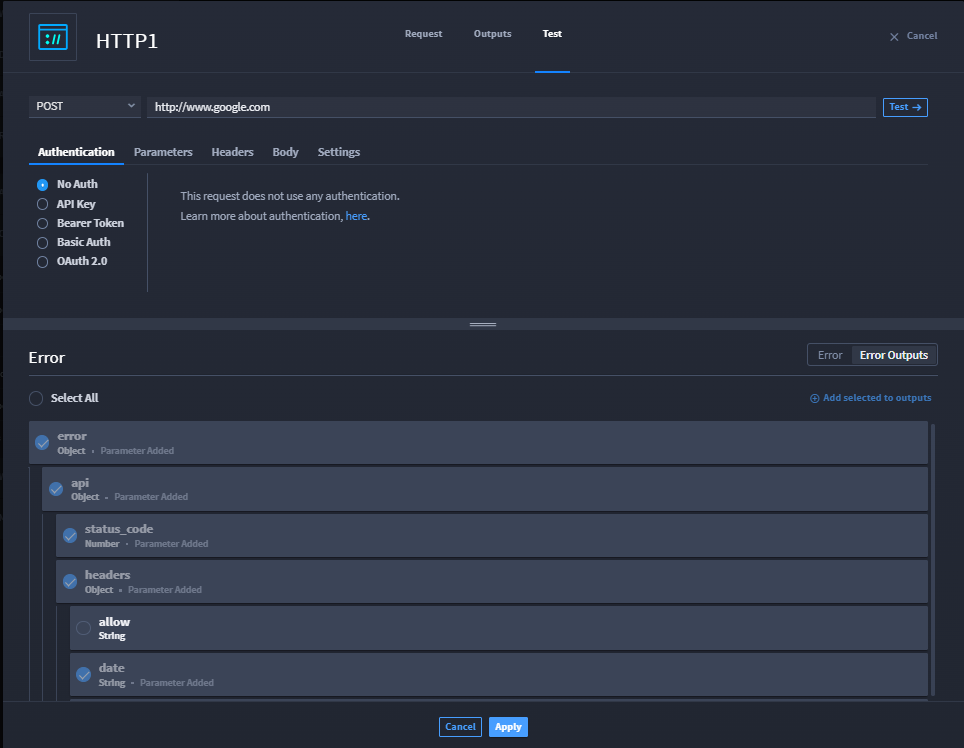 ://
HTTP1
Request Outputs Test
Cancel
POST http://www.google.com Test →
Authentication Parameters Headers Body Settings
No Auth
API Key
Bearer Token
Basic Auth
OAuth 2.0
This request does not use any authentication.
Learn more about authentication, here.
Error
Error Error Outputs
Select All
Add selected to outputs
error
Object • Parameter Added
api
Object • Parameter Added
status_code
Number • Parameter Added
headers
Object • Parameter Added
allow
String
date
String • Parameter Added
Cancel Apply